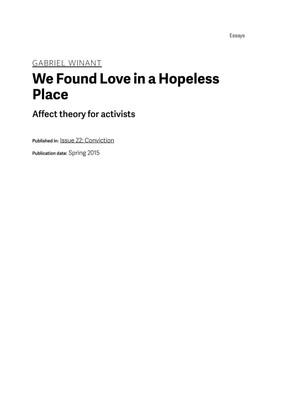 Essays
GABRIEL WINANT
We Found Love in a Hopeless
Place
Affect theory for activists
Published in: Issue 22: Conviction
Publication date: Spring 2015